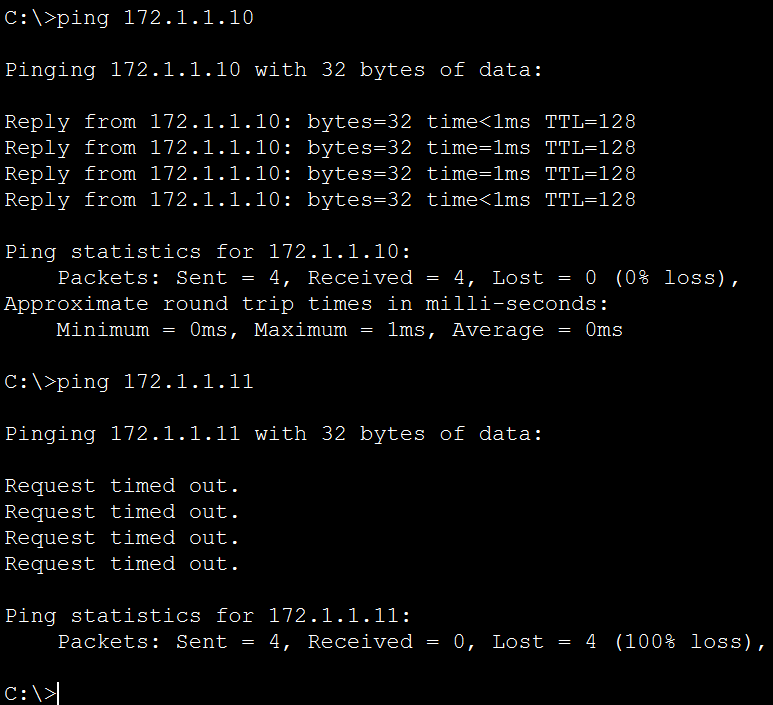 C:\>ping 172.1.1.10
Pinging 172.1.1.10 with 32 bytes of data:
Reply from 172.1.1.10: bytes=32 time<1ms TTL=128
Reply from 172.1.1.10: bytes=32 time=1ms TTL=128
Reply from 172.1.1.10: bytes=32 time=1ms TTL=128
Reply from 172.1.1.10: bytes=32 time<1ms TTL=128
Ping statistics for 172.1.1.10:
    Packets: Sent = 4, Received = 4, Lost = 0 (0% loss),
Approximate round trip times in milli-seconds:
    Minimum = 0ms, Maximum = 1ms, Average = 0ms
C:\>ping 172.1.1.11
Pinging 172.1.1.11 with 32 bytes of data:
Request timed out.
Request timed out.
Request timed out.
Request timed out.
Ping statistics for 172.1.1.11:
    Packets: Sent = 4, Received = 0, Lost = 4 (100% loss),
C:\>